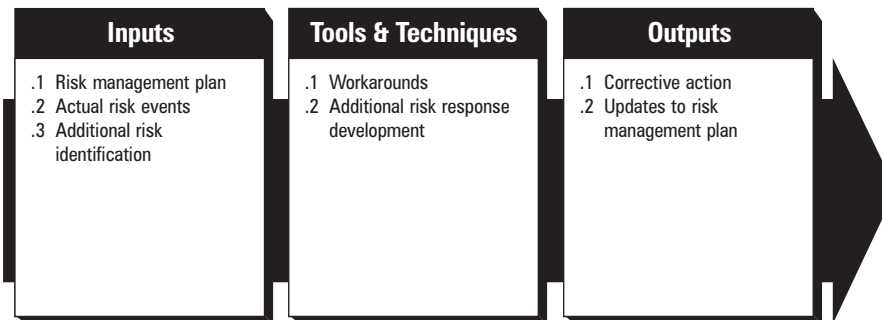 Inputs
.1 Risk management plan
.2 Actual risk events
.3 Additional risk
identification
Tools & Techniques
.1 Workarounds
.2 Additional risk response
development
Outputs
.1 Corrective action
.2 Updates to risk
management plan